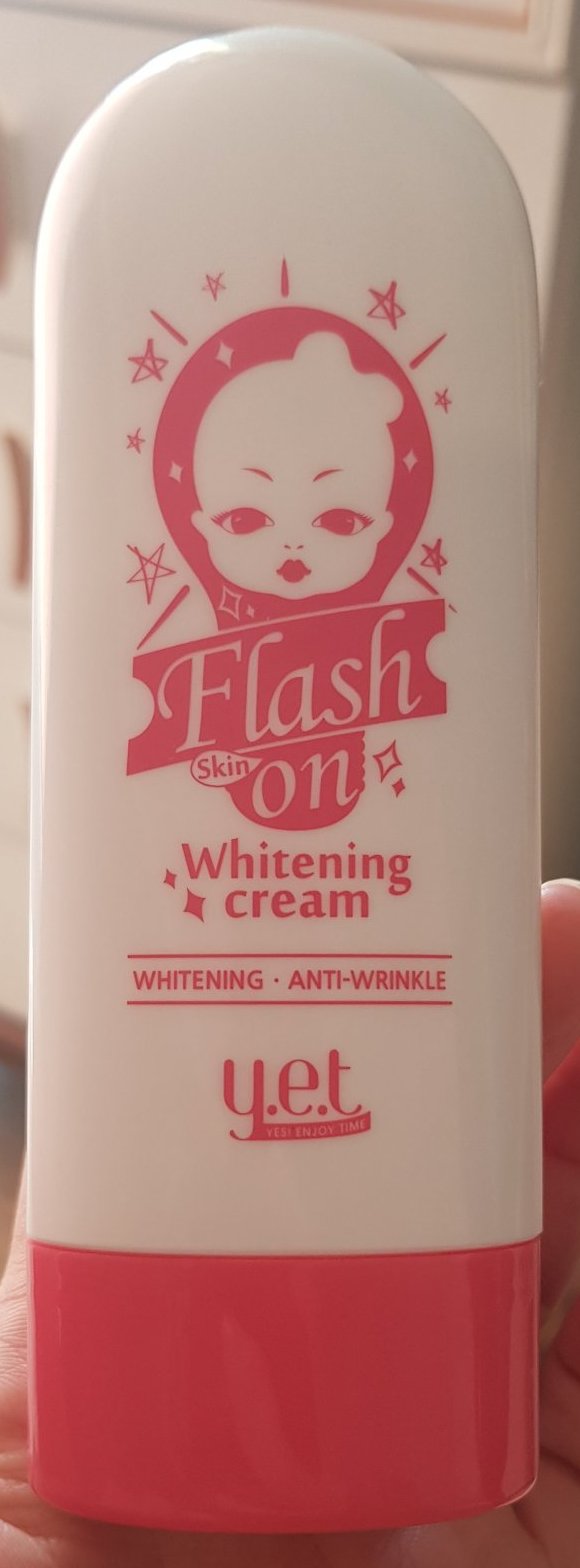 Flash
Skin on
Whitening
cream
WHITENING · ANTI-WRINKLE
y.e.t
YES! ENJOY TIME